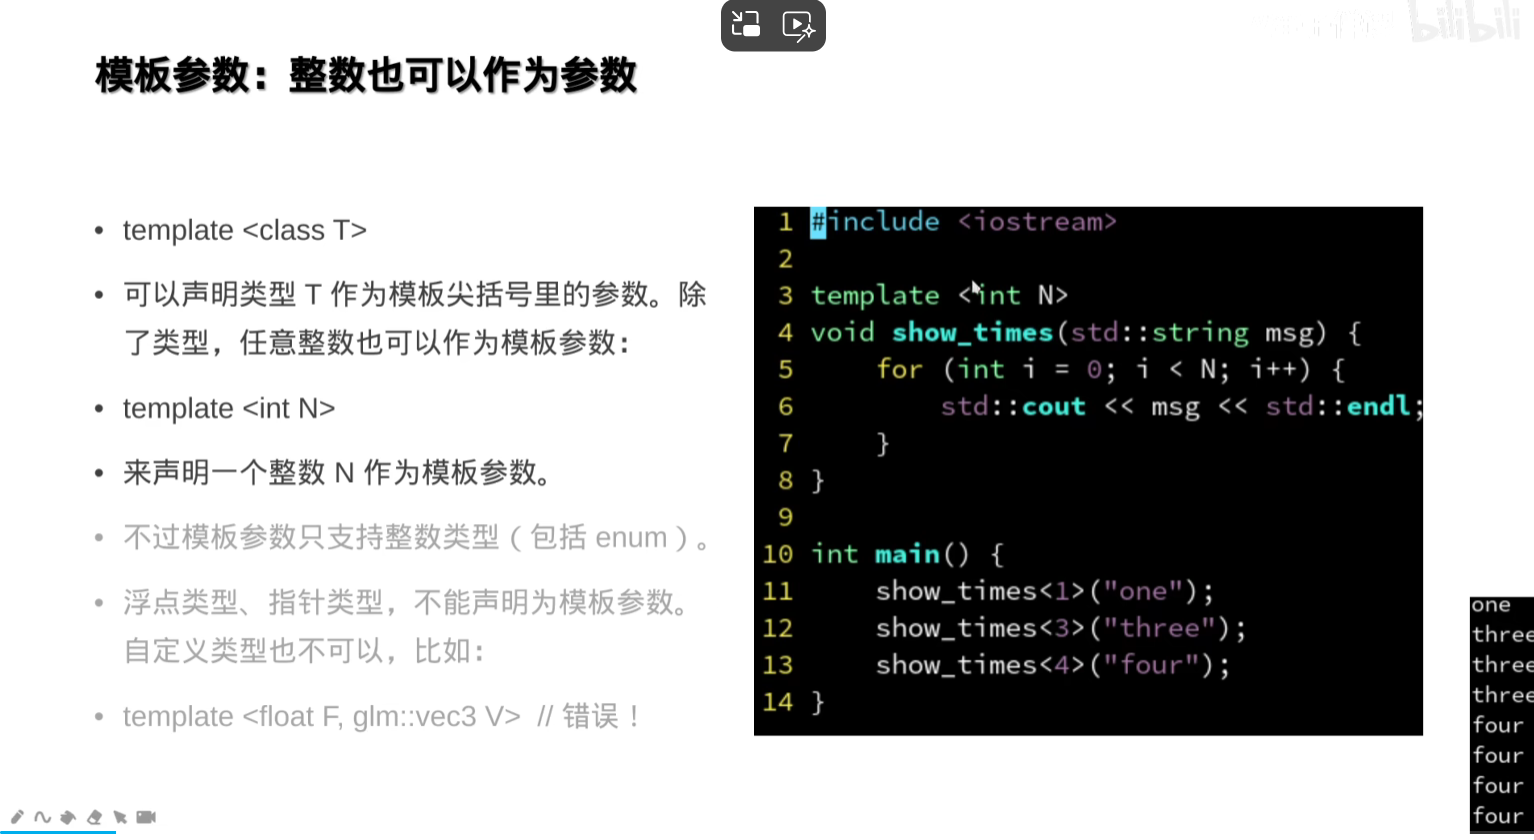 bilibili
模板参数：整数也可以作为参数
• template <class T>
• 可以声明类型 T 作为模板尖括号里的参数。除
了类型，任意整数也可以作为模板参数：
• template <int N>
• 来声明一个整数 N 作为模板参数。
• 不过模板参数只支持整数类型（包括 enum）。
• 浮点类型、指针类型，不能声明为模板参数。
自定义类型也不可以，比如：
• template <float F, glm::vec3 V> // 错误！
1 #include <iostream>
2
3 template <int N>
4 void show_times(std::string msg) {
5     for (int i = 0; i < N; i++) {
6         std::cout << msg << std::endl;
7     }
8 }
9
10 int main() {
11     show_times<1>("one");
12     show_times<3>("three");
13     show_times<4>("four");
14 }
one
three
three
three
four
four
four
four